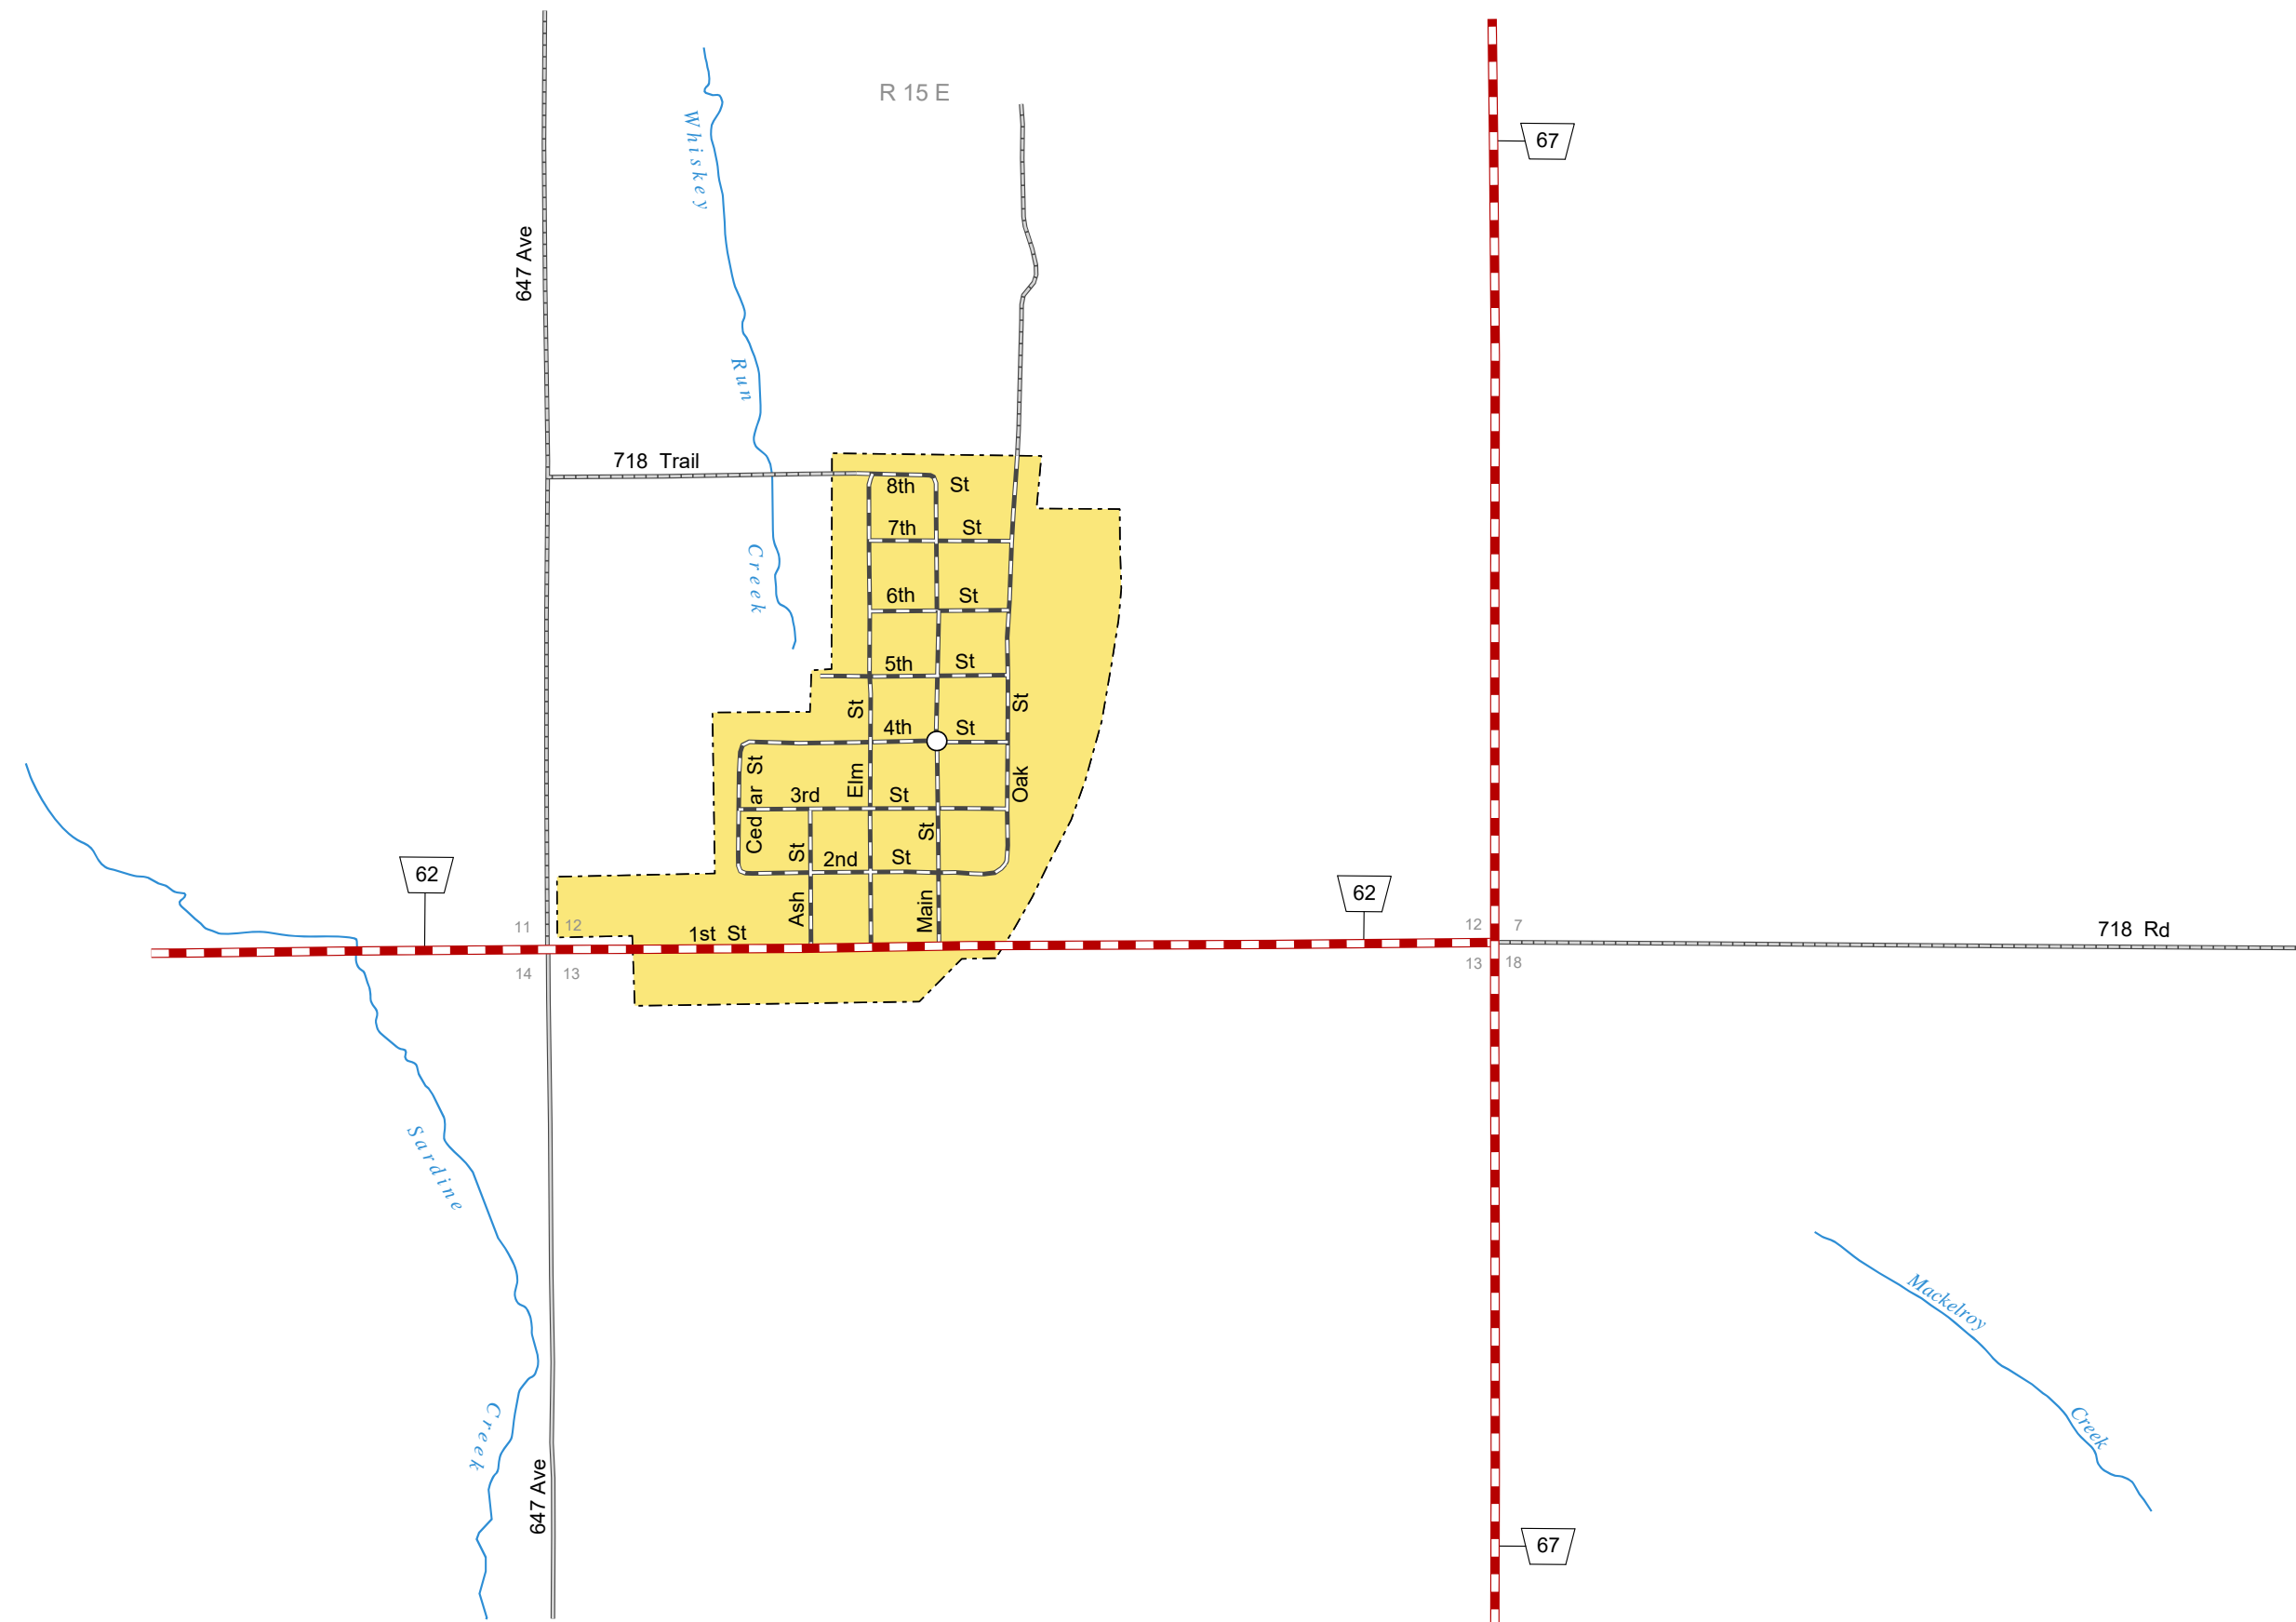 R 15 E
67
Whiskey Run Creek
647 Ave
718 Trail
8th St
7th St
6th St
5th St
4th St
3rd St
2nd St
1st St
Cedar St
Ash St
Elm St
Main St
Oak St
62
62
11 12
14 13
12 7
13 18
718 Rd
Sardine Creek
Mackelroy Creek
647 Ave
67